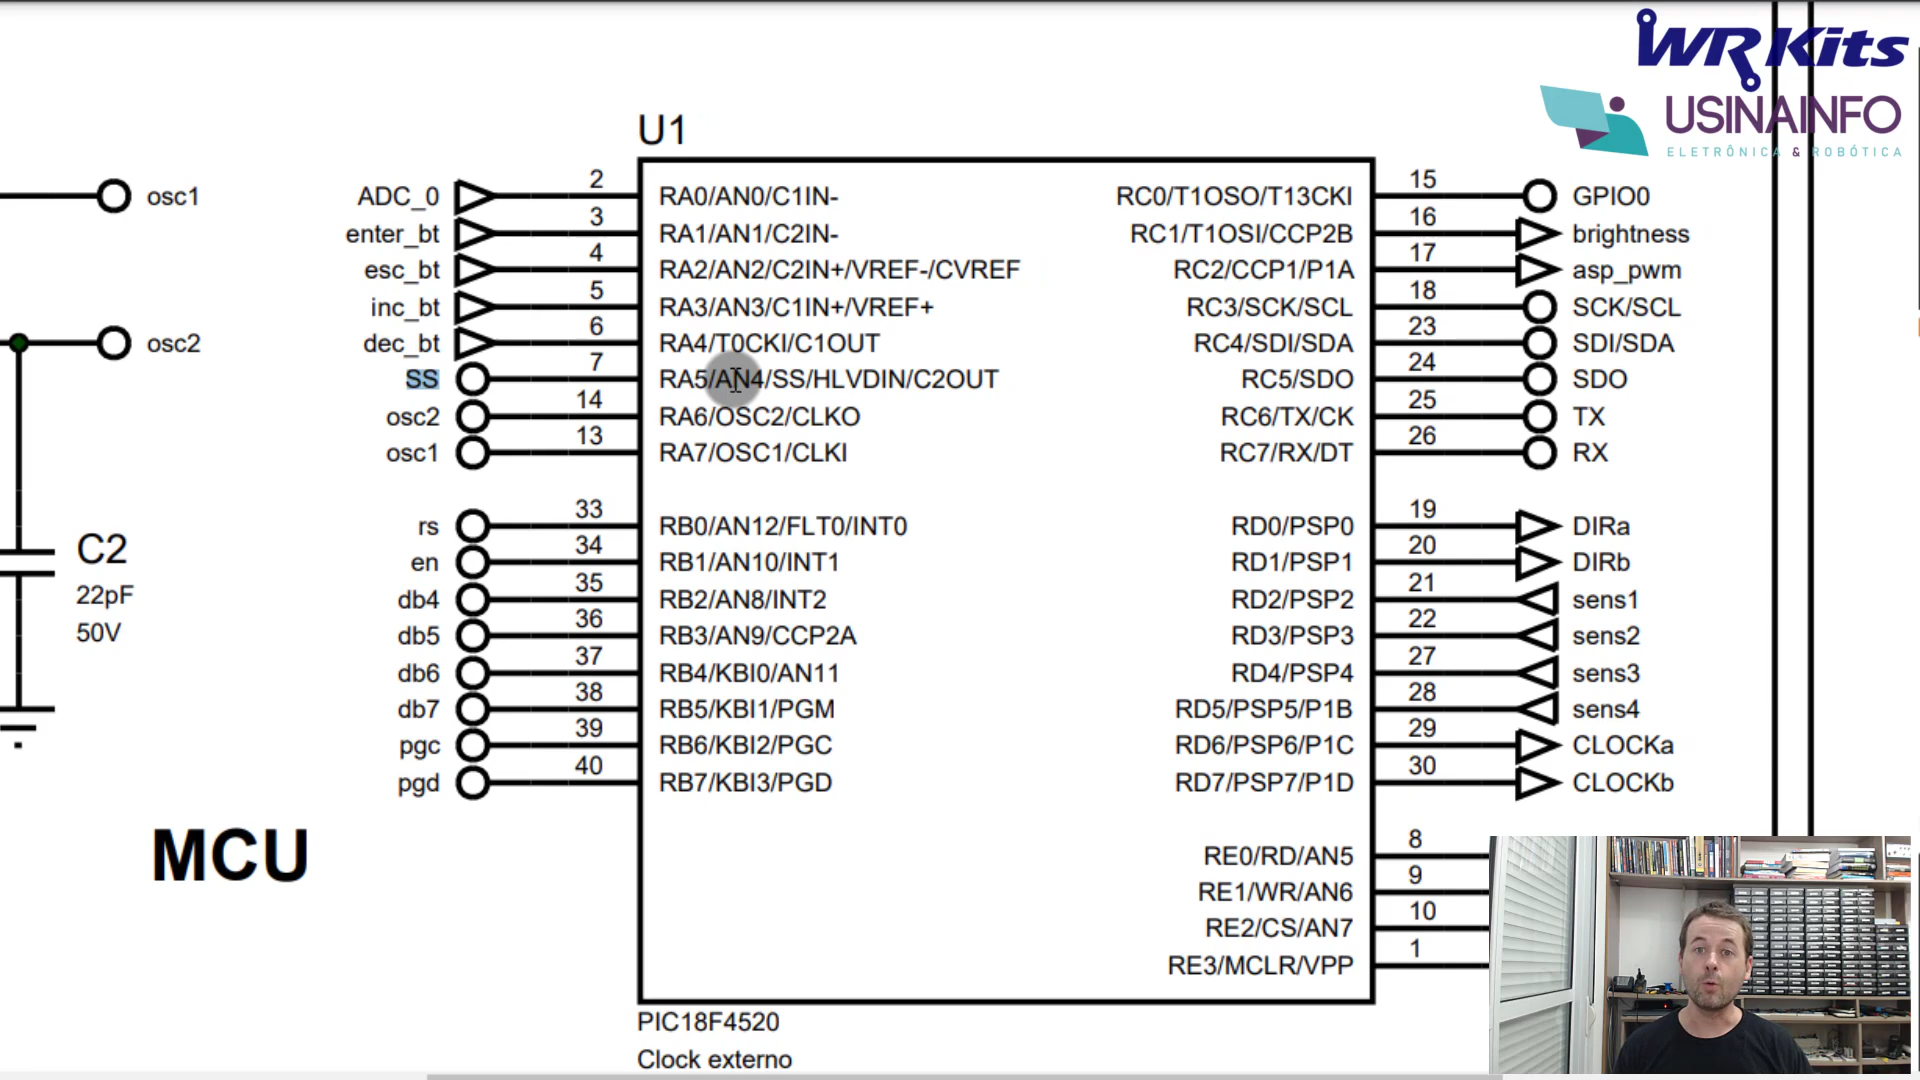 WR Kits
USINAINFO
ELETRÔNICA & ROBÓTICA
U1
osc1
osc2
C2
22pF
50V
MCU
ADC_0 2 RA0/AN0/C1IN-
enter_bt 3 RA1/AN1/C2IN-
esc_bt 4 RA2/AN2/C2IN+/VREF-/CVREF
inc_bt 5 RA3/AN3/C1IN+/VREF+
dec_bt 6 RA4/T0CKI/C1OUT
SS 7 RA5/AN4/SS/HLVDIN/C2OUT
osc2 14 RA6/OSC2/CLKO
osc1 13 RA7/OSC1/CLKI
rs 33 RB0/AN12/FLT0/INT0
en 34 RB1/AN10/INT1
db4 35 RB2/AN8/INT2
db5 36 RB3/AN9/CCP2A
db6 37 RB4/KBI0/AN11
db7 38 RB5/KBI1/PGM
pgc 39 RB6/KBI2/PGC
pgd 40 RB7/KBI3/PGD
RC0/T1OSO/T13CKI 15 GPIO0
RC1/T1OSI/CCP2B 16 brightness
RC2/CCP1/P1A 17 asp_pwm
RC3/SCK/SCL 18 SCK/SCL
RC4/SDI/SDA 23 SDI/SDA
RC5/SDO 24 SDO
RC6/TX/CK 25 TX
RC7/RX/DT 26 RX
RD0/PSP0 19 DIRa
RD1/PSP1 20 DIRb
RD2/PSP2 21 sens1
RD3/PSP3 22 sens2
RD4/PSP4 27 sens3
RD5/PSP5/P1B 28 sens4
RD6/PSP6/P1C 29 CLOCKa
RD7/PSP7/P1D 30 CLOCKb
RE0/RD/AN5 8
RE1/WR/AN6 9
RE2/CS/AN7 10
RE3/MCLR/VPP 1
PIC18F4520
Clock externo